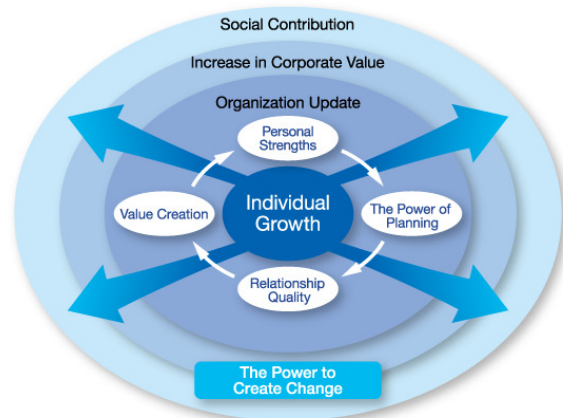 Social Contribution
Increase in Corporate Value
Organization Update
Personal
Strengths
Value Creation
Individual
Growth
The Power of
Planning
Relationship
Quality
The Power to
Create Change